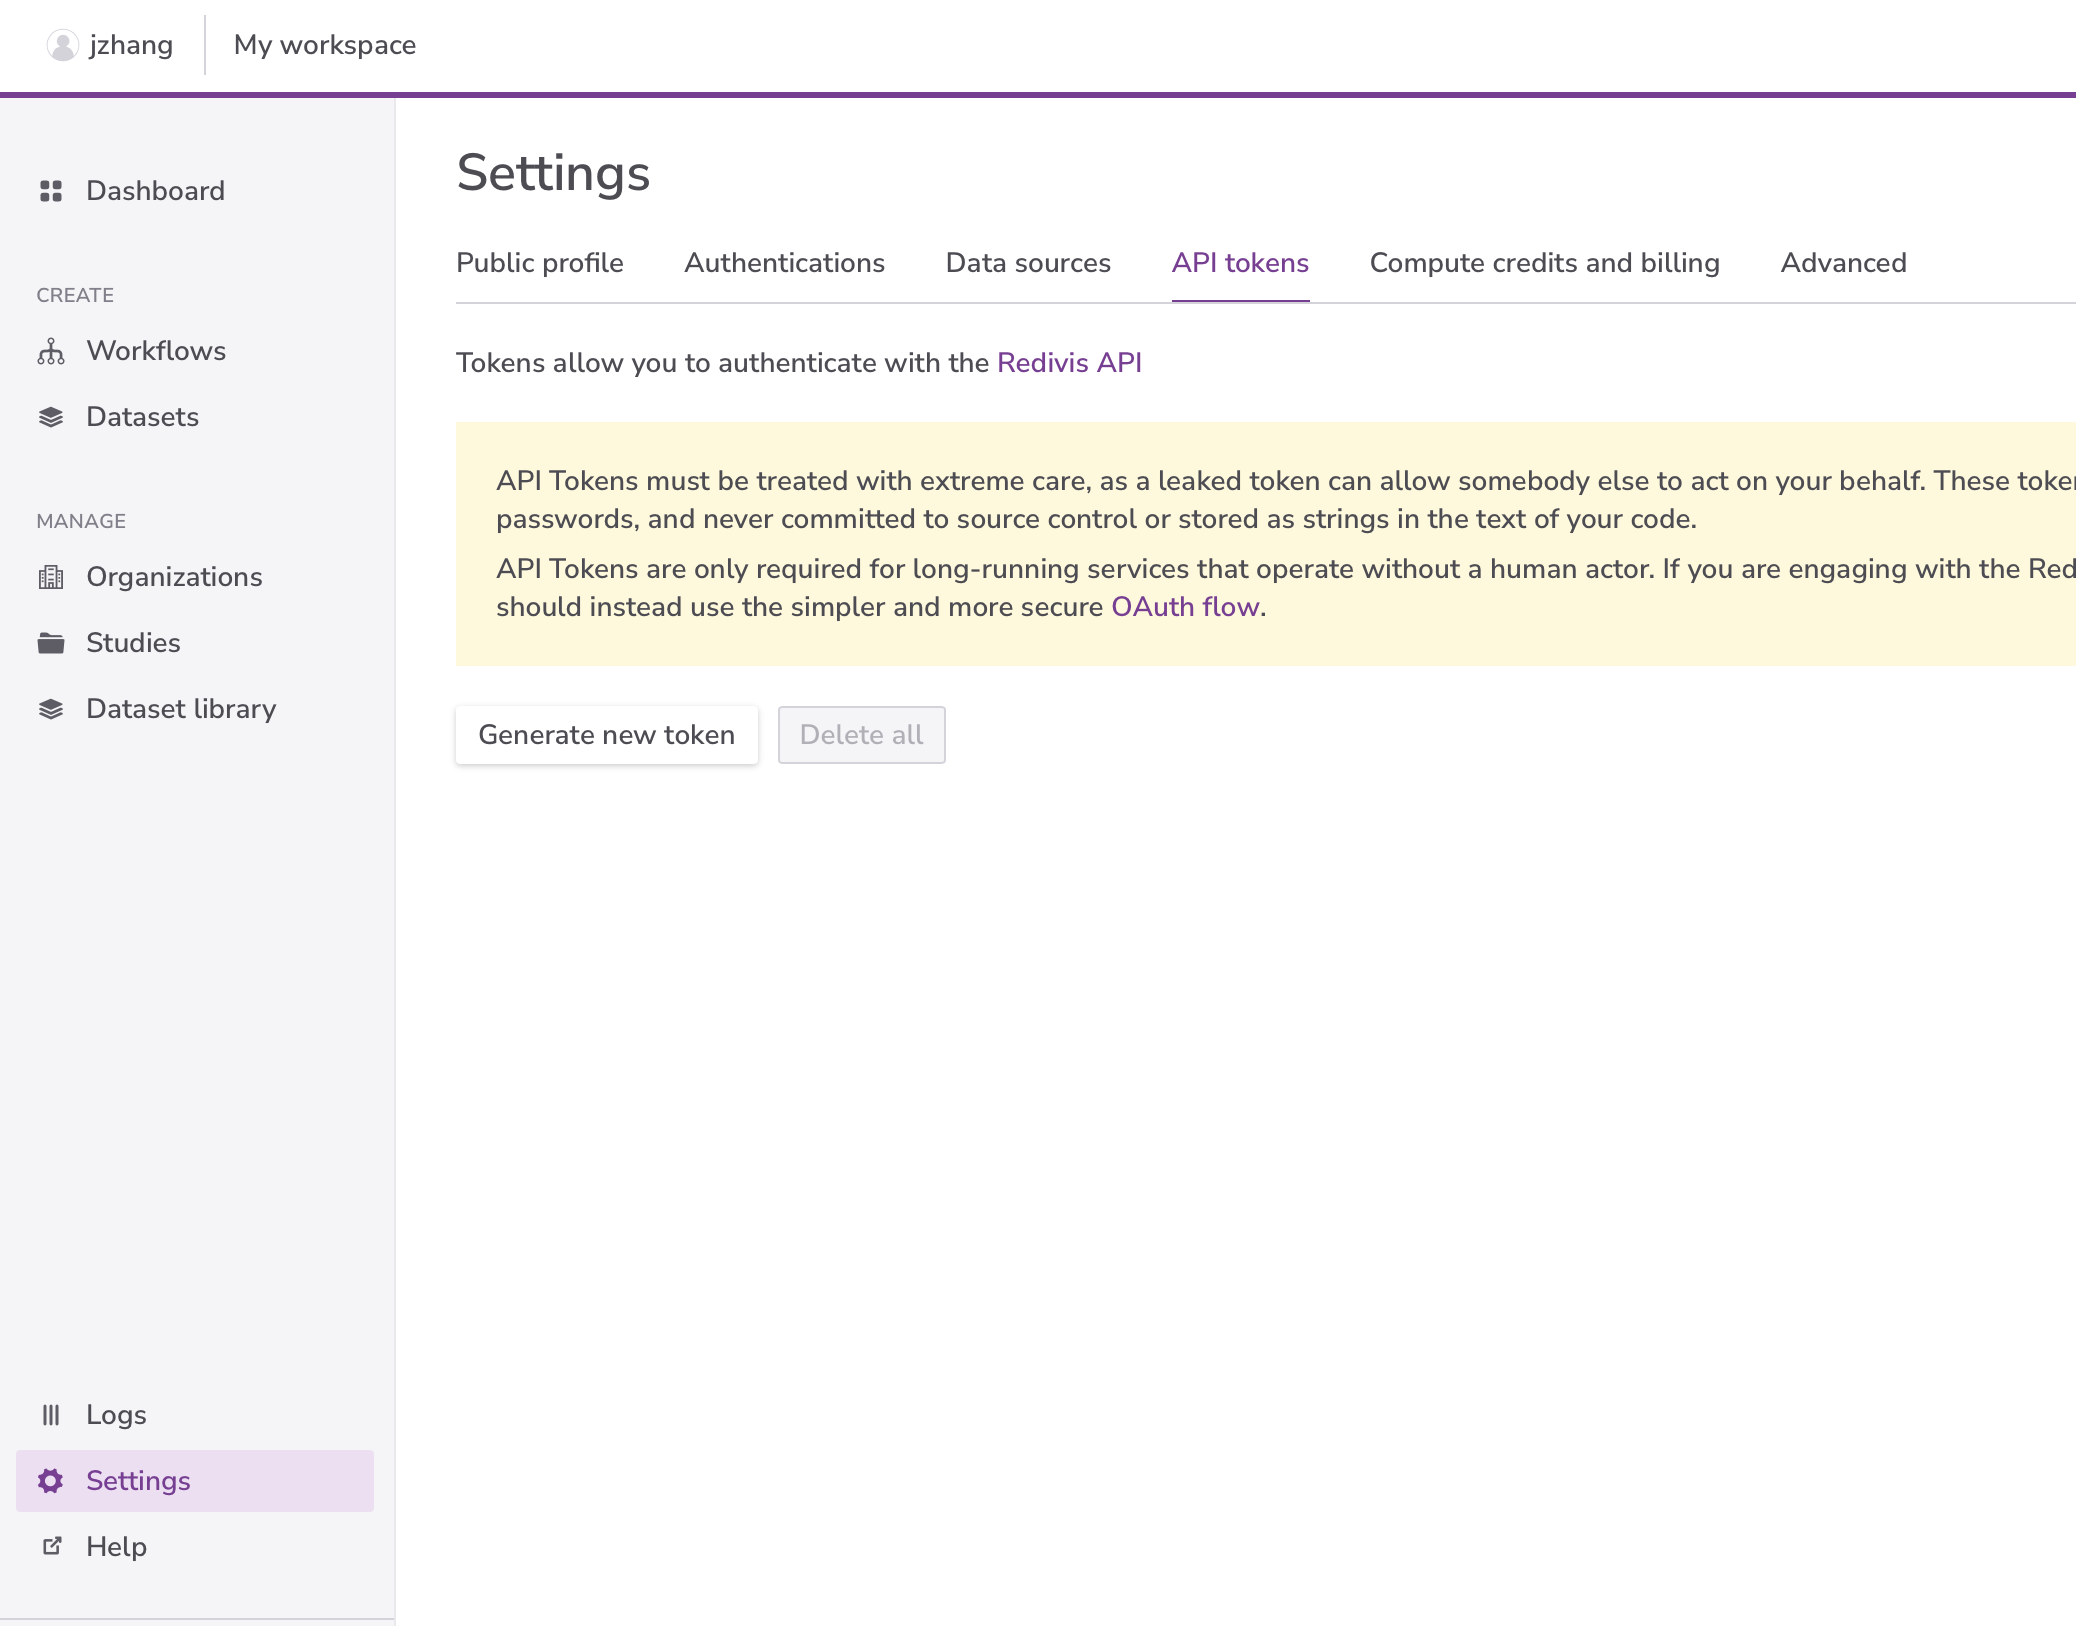 jzhang
My workspace
Dashboard
CREATE
Workflows
Datasets
MANAGE
Organizations
Studies
Dataset library
Logs
Settings
Help
Settings
Public profile
Authentications
Data sources
API tokens
Compute credits and billing
Advanced
Tokens allow you to authenticate with the Redivis API
API Tokens must be treated with extreme care, as a leaked token can allow somebody else to act on your behalf. These
passwords, and never committed to source control or stored as strings in the text of your code.
API Tokens are only required for long-running services that operate without a human actor. If you are engaging with the
should instead use the simpler and more secure OAuth flow.
Generate new token
Delete all